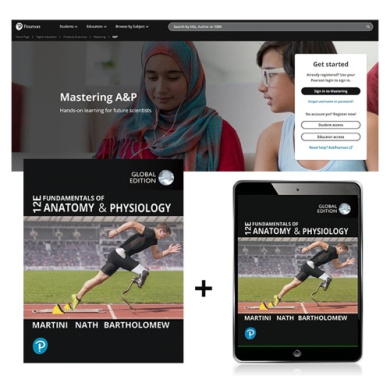 Pearson Students Educators Browse by Subject Search by title, Author or ISBN
Mastering A&P
Hands-on learning for future scientists
Get started
Already registered? Use your
Pearson login to sign in.
Sign in to Mastering
Forgot username or password?
No account yet? Register now!
Student access
Educator access
Need help? AskPearson
GLOBAL
EDITION
12E FUNDAMENTALS OF
ANATOMY & PHYSIOLOGY
MARTINI NATH BARTHOLOMEW
P
+
GLOBAL
EDITION
12E FUNDAMENTALS OF
ANATOMY & PHYSIOLOGY
MARTINI NATH BARTHOLOMEW
P